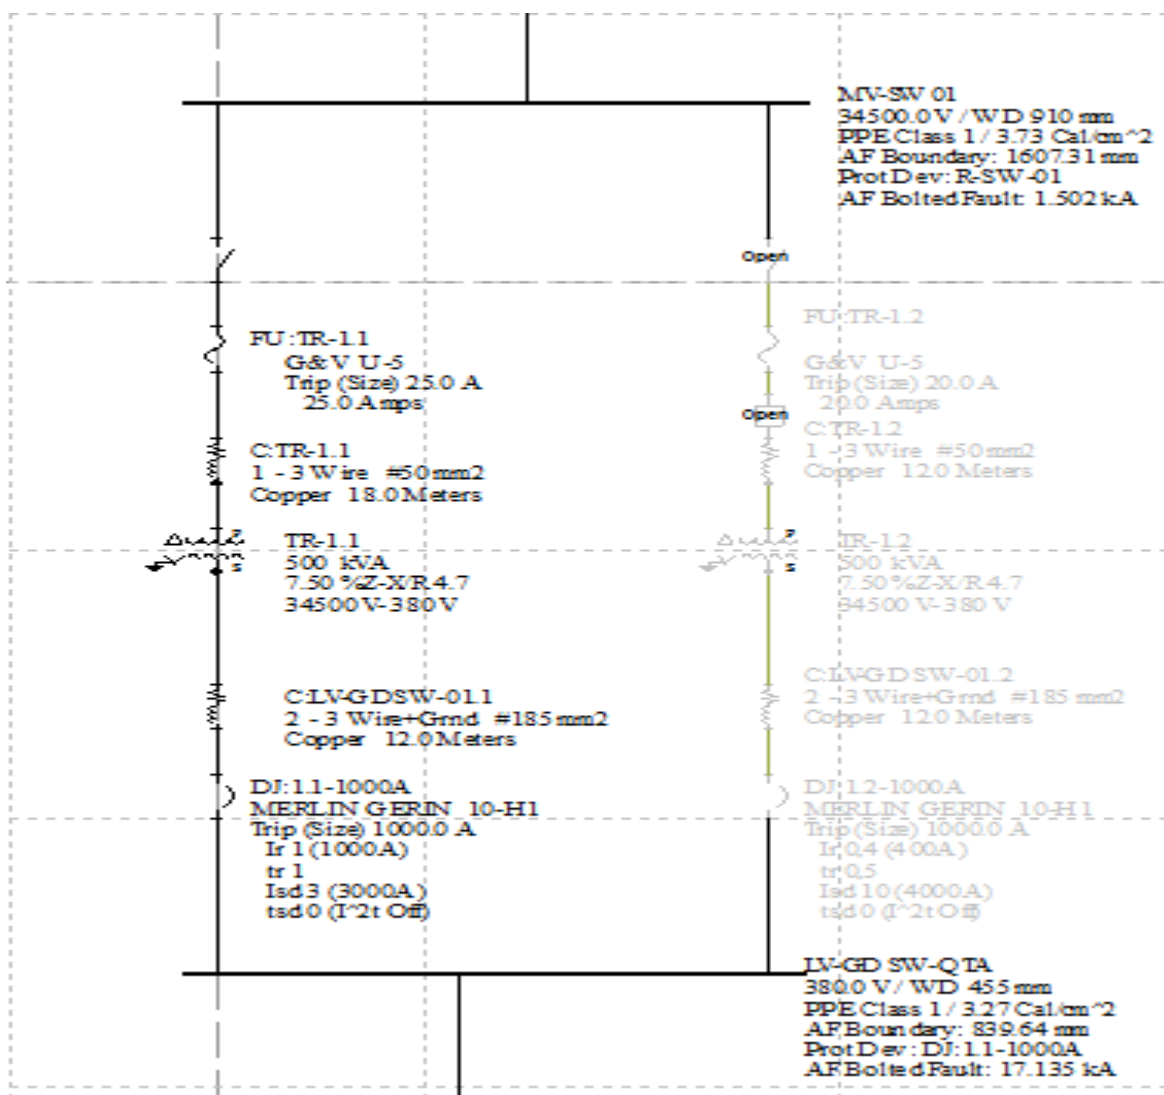 MV-SW 01
34500.0 V / WD 910 mm
PPE Class 1 / 3.73 Cal/cm^2
AF Boundary: 1607.31 mm
Prot Dev: R-SW-01
AF Bolted Fault: 1.502 kA
Open
FU:TR-1.1
G&V U-5
Trip (Size) 25.0 A
25.0 Amps
FU:TR-1.2
G&V U-5
Trip (Size) 20.0 A
20.0 Amps
Open
C:TR-1.1
1 - 3 Wire #50 mm2
Copper 18.0 Meters
C:TR-1.2
1 - 3 Wire #50 mm2
Copper 12.0 Meters
P
S
TR-1.1
500 kVA
7.50 %Z-X/R 4.7
34500 V-380 V
P
S
TR-1.2
500 kVA
7.50 %Z-X/R 4.7
34500 V-380 V
C:LV-GDSW-01.1
2 - 3 Wire+Grnd #185 mm2
Copper 12.0 Meters
C:LV-GDSW-01.2
2 - 3 Wire+Grnd #185 mm2
Copper 12.0 Meters
DJ:1.1-1000A
MERLIN GERIN 10-H1
Trip (Size) 1000.0 A
Ir 1 (1000A)
tr 1
Isd 3 (3000A)
tsd 0 (I^2t Off)
DJ:1.2-1000A
MERLIN GERIN 10-H1
Trip (Size) 1000.0 A
Ir 0,4 (400A)
tr 0,5
Isd 10 (4000A)
tsd 0 (I^2t Off)
LV-GD SW-QTA
380.0 V / WD 455 mm
PPE Class 1 / 3.27 Cal/cm^2
AF Boundary: 839.64 mm
Prot Dev: DJ:1.1-1000A
AF Bolted Fault: 17.135 kA